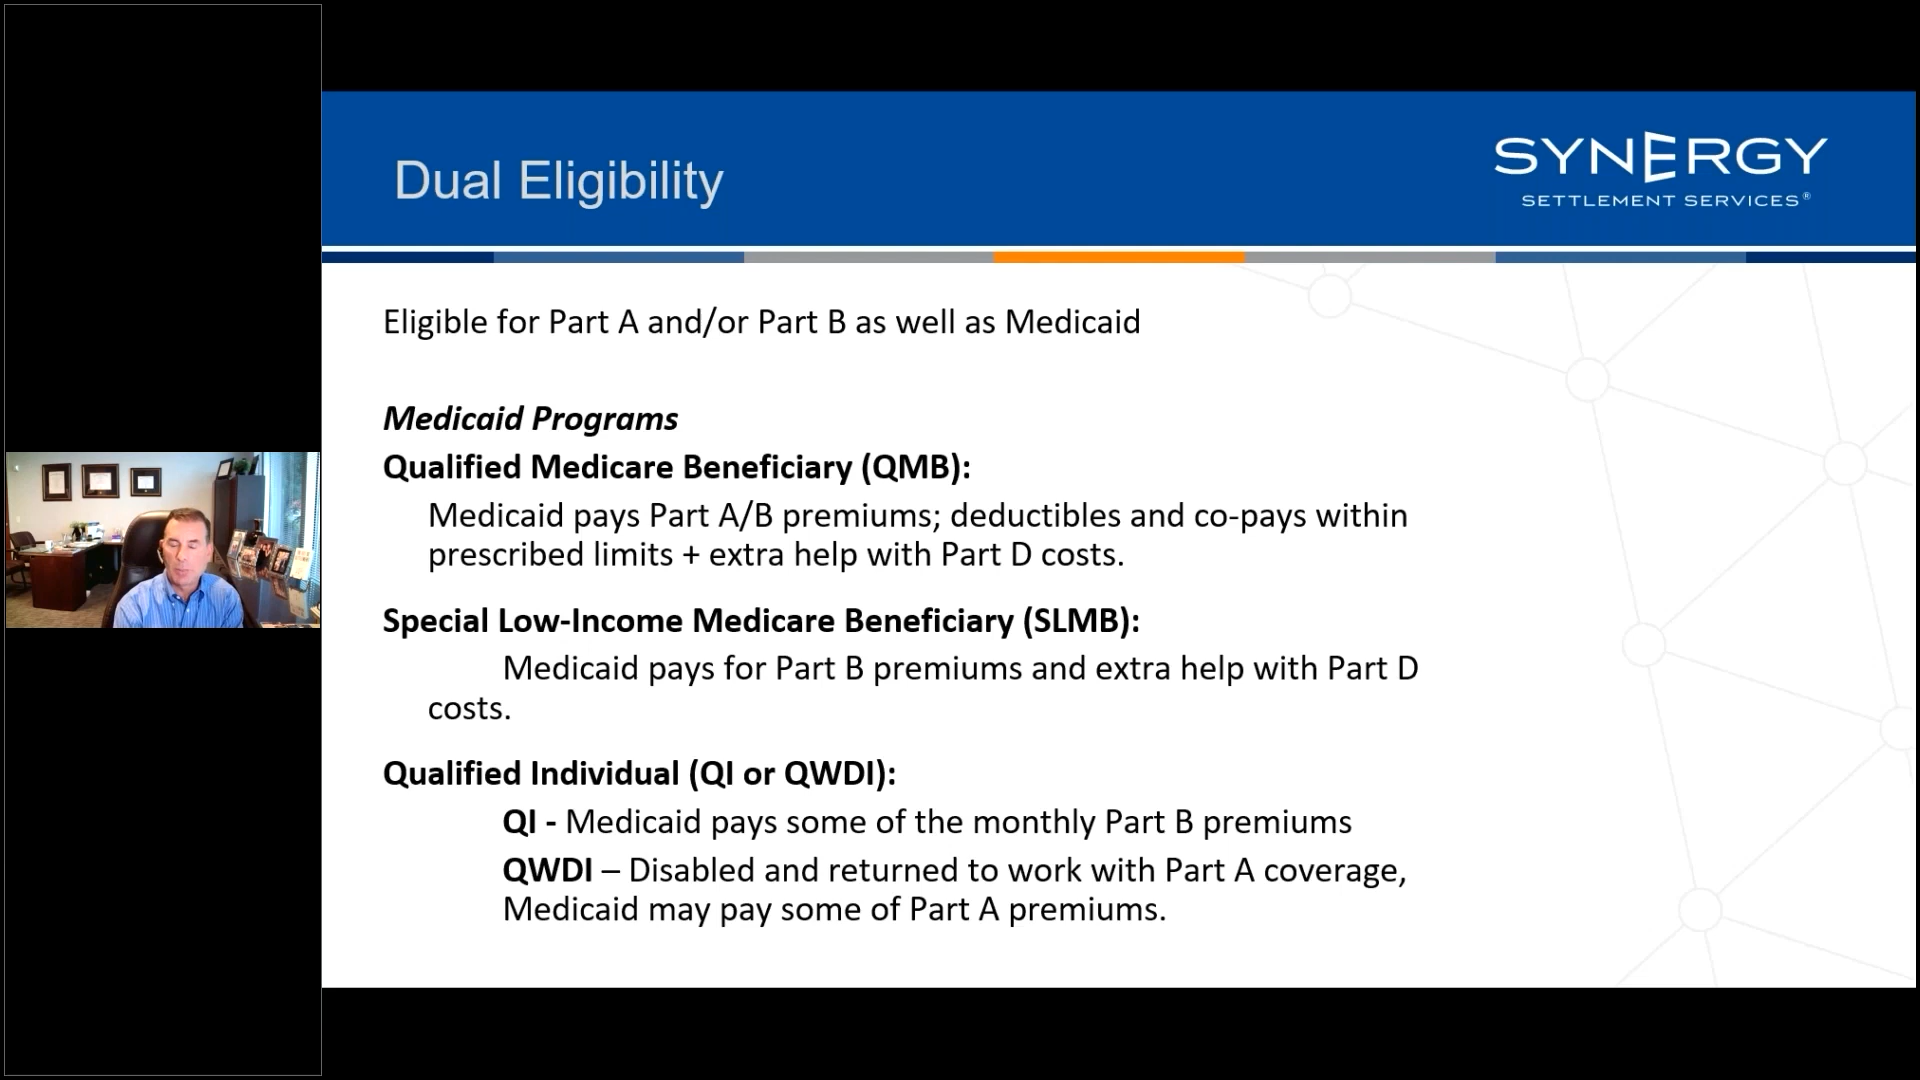 Dual Eligibility
SYNERGY
SETTLEMENT SERVICES®
Eligible for Part A and/or Part B as well as Medicaid
Medicaid Programs
Qualified Medicare Beneficiary (QMB):
Medicaid pays Part A/B premiums; deductibles and co-pays within
prescribed limits + extra help with Part D costs.
Special Low-Income Medicare Beneficiary (SLMB):
Medicaid pays for Part B premiums and extra help with Part D
costs.
Qualified Individual (QI or QWDI):
QI - Medicaid pays some of the monthly Part B premiums
QWDI – Disabled and returned to work with Part A coverage,
Medicaid may pay some of Part A premiums.